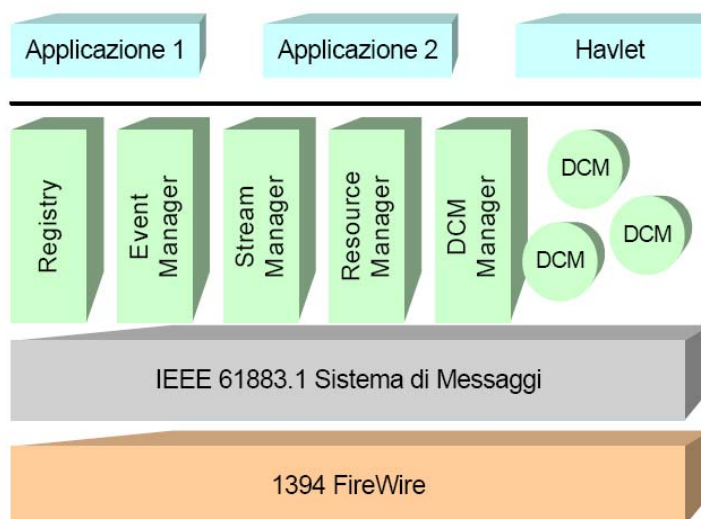 Applicazione 1
Applicazione 2
Havlet
Registry
Event
Manager
Stream
Manager
Resource
Manager
DCM
Manager
DCM
DCM
DCM
IEEE 61883.1 Sistema di Messaggi
1394 FireWire